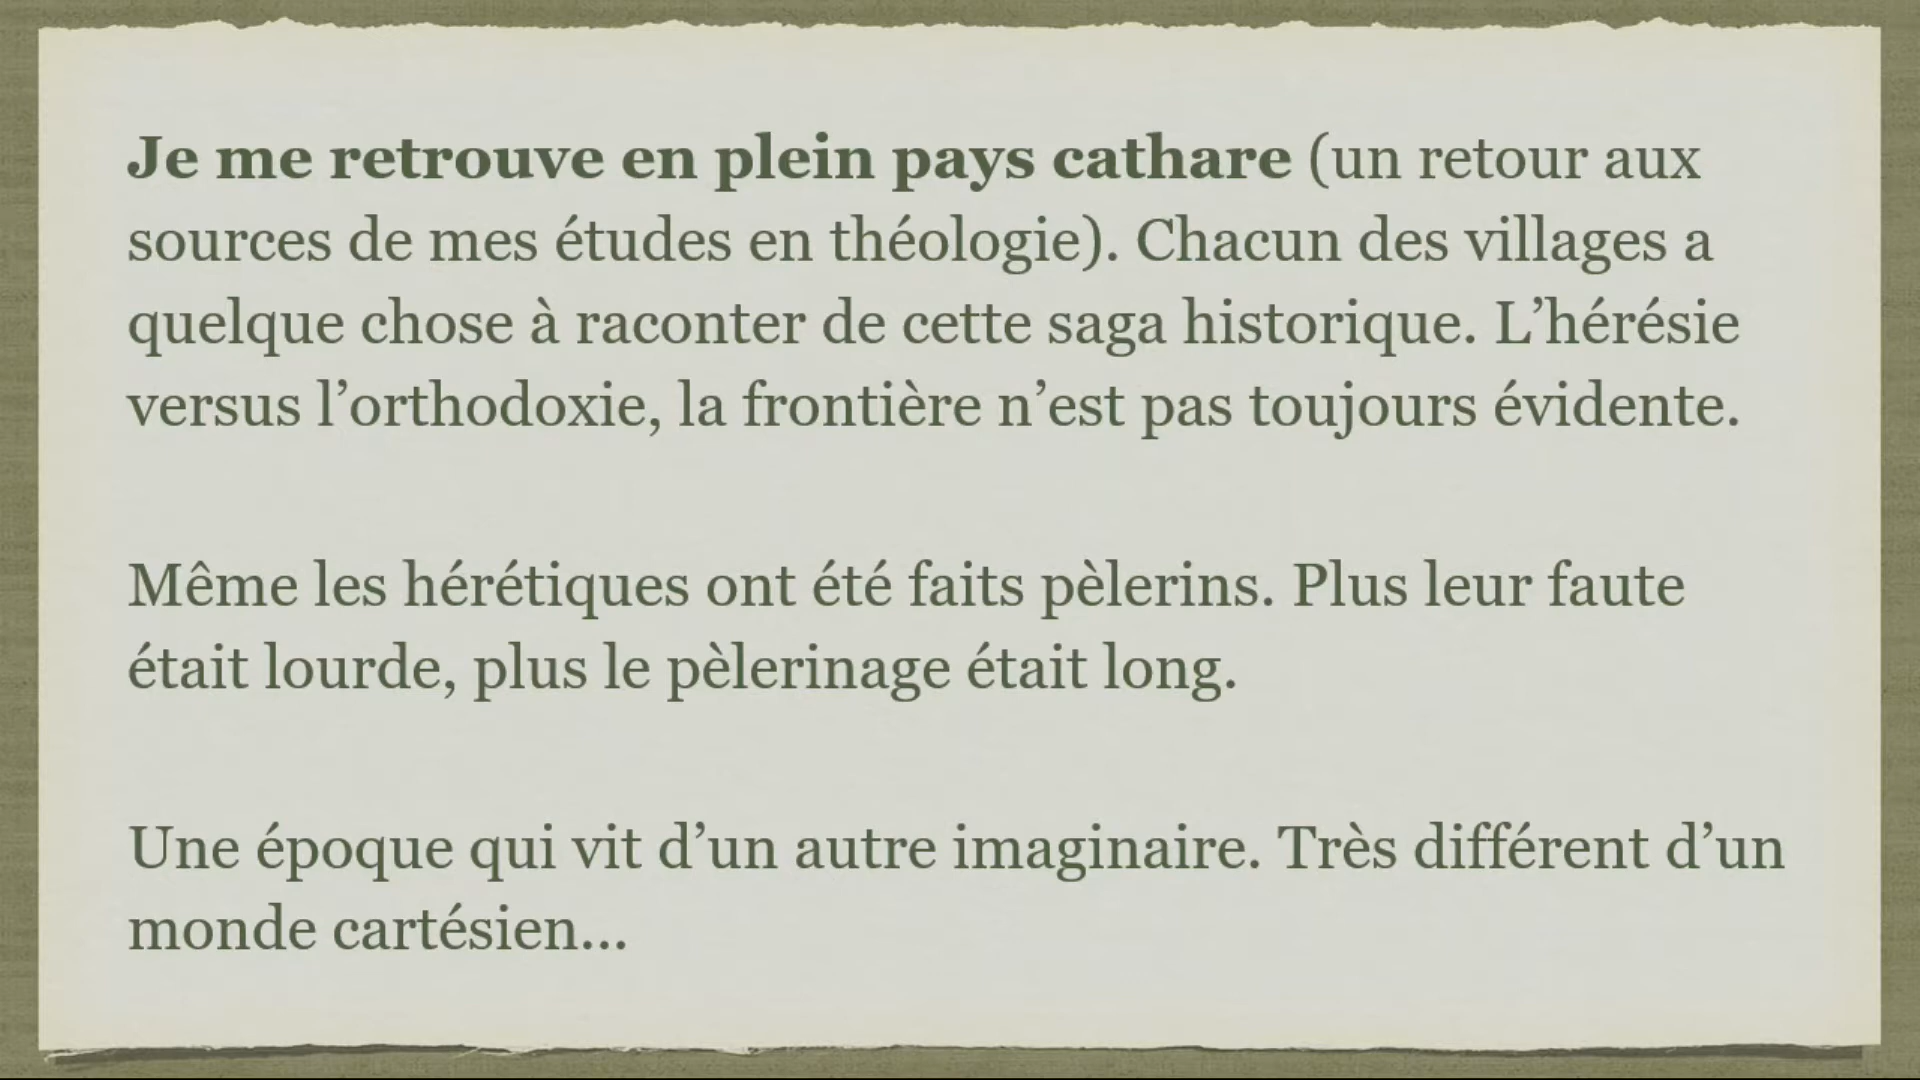 Je me retrouve en plein pays cathare (un retour aux
sources de mes études en théologie). Chacun des villages a
quelque chose à raconter de cette saga historique. L’hérésie
versus l’orthodoxie, la frontière n’est pas toujours évidente.
Même les hérétiques ont été faits pèlerins. Plus leur faute
était lourde, plus le pèlerinage était long.
Une époque qui vit d’un autre imaginaire. Très différent d’un
monde cartésien...